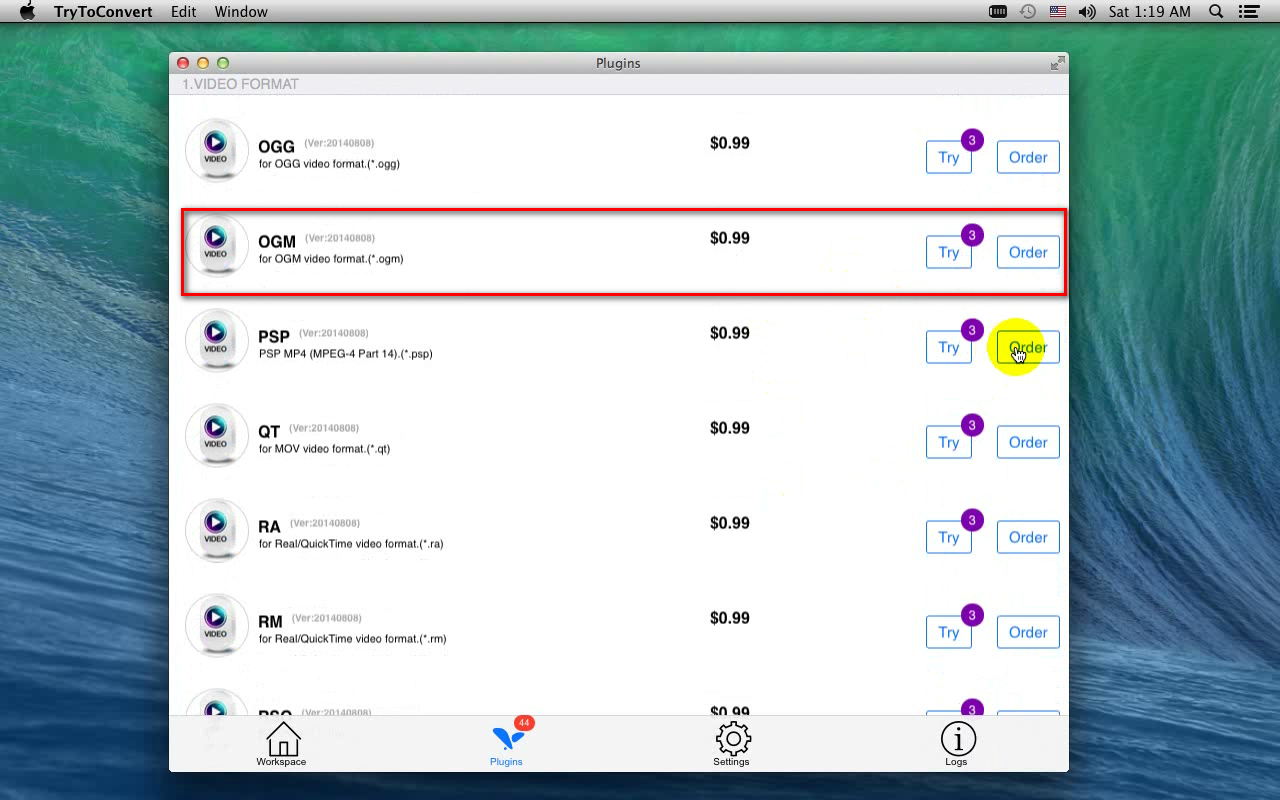 TryToConvert Edit Window Sat 1:19 AM
Plugins
1.VIDEO FORMAT
VIDEO OGG (Ver:20140808) $0.99 Try 3 Order
for OGG video format.(*.ogg)
VIDEO OGM (Ver:20140808) $0.99 Try 3 Order
for OGM video format.(*.ogm)
VIDEO PSP (Ver:20140808) $0.99 Try 3 Order
PSP MP4 (MPEG-4 Part 14).(*.psp)
VIDEO QT (Ver:20140808) $0.99 Try 3 Order
for MOV video format.(*.qt)
VIDEO RA (Ver:20140808) $0.99 Try 3 Order
for Real/QuickTime video format.(*.ra)
VIDEO RM (Ver:20140808) $0.99 Try 3 Order
for Real/QuickTime video format.(*.rm)
(Ver:20140808) $0.99 3
44
Workspace Plugins Settings Logs